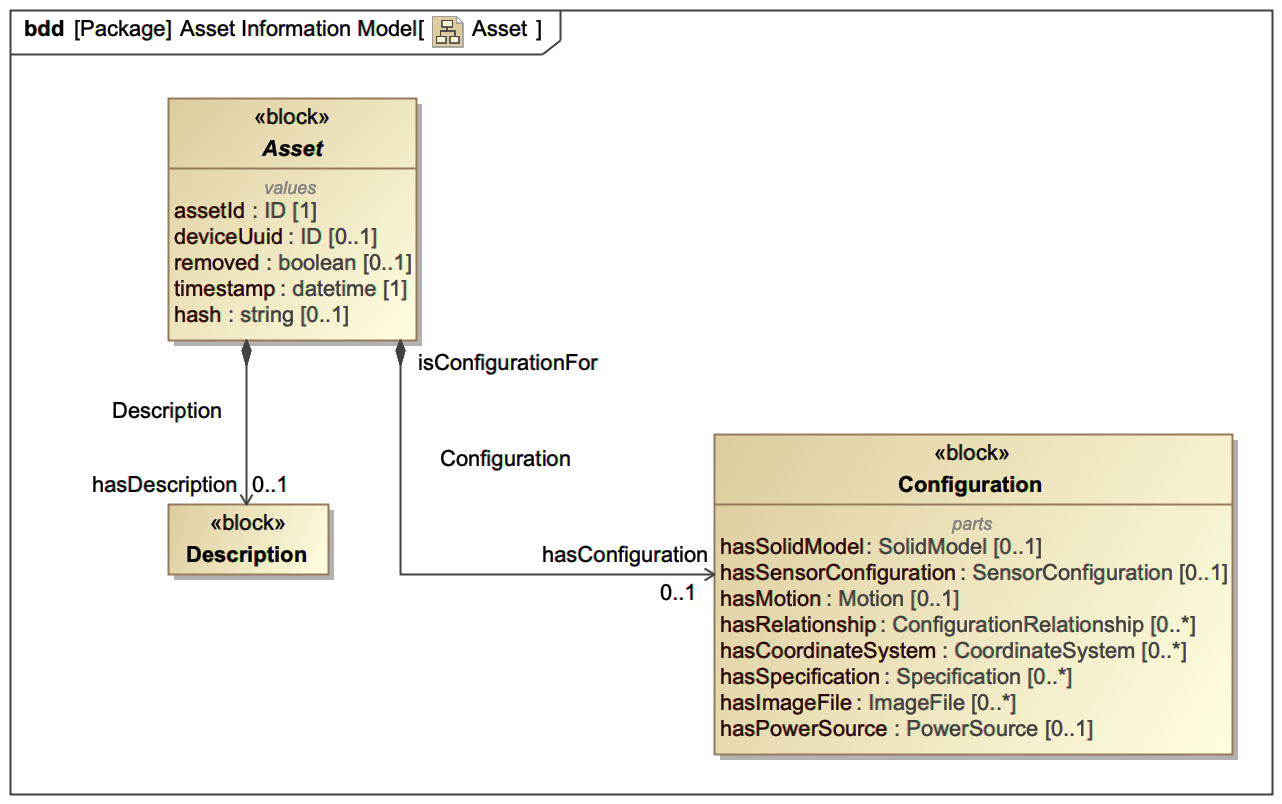 bdd [Package] Asset Information Model[ Asset ]
«block»
Asset
values
assetId : ID [1]
deviceUuid : ID [0..1]
removed : boolean [0..1]
timestamp : datetime [1]
hash : string [0..1]
isConfigurationFor
Description
Configuration
hasDescription 0..1
«block»
Description
hasConfiguration
0..1
«block»
Configuration
parts
hasSolidModel : SolidModel [0..1]
hasSensorConfiguration : SensorConfiguration [0..1]
hasMotion : Motion [0..1]
hasRelationship : ConfigurationRelationship [0..*]
hasCoordinateSystem : CoordinateSystem [0..*]
hasSpecification : Specification [0..*]
hasImageFile : ImageFile [0..*]
hasPowerSource : PowerSource [0..1]